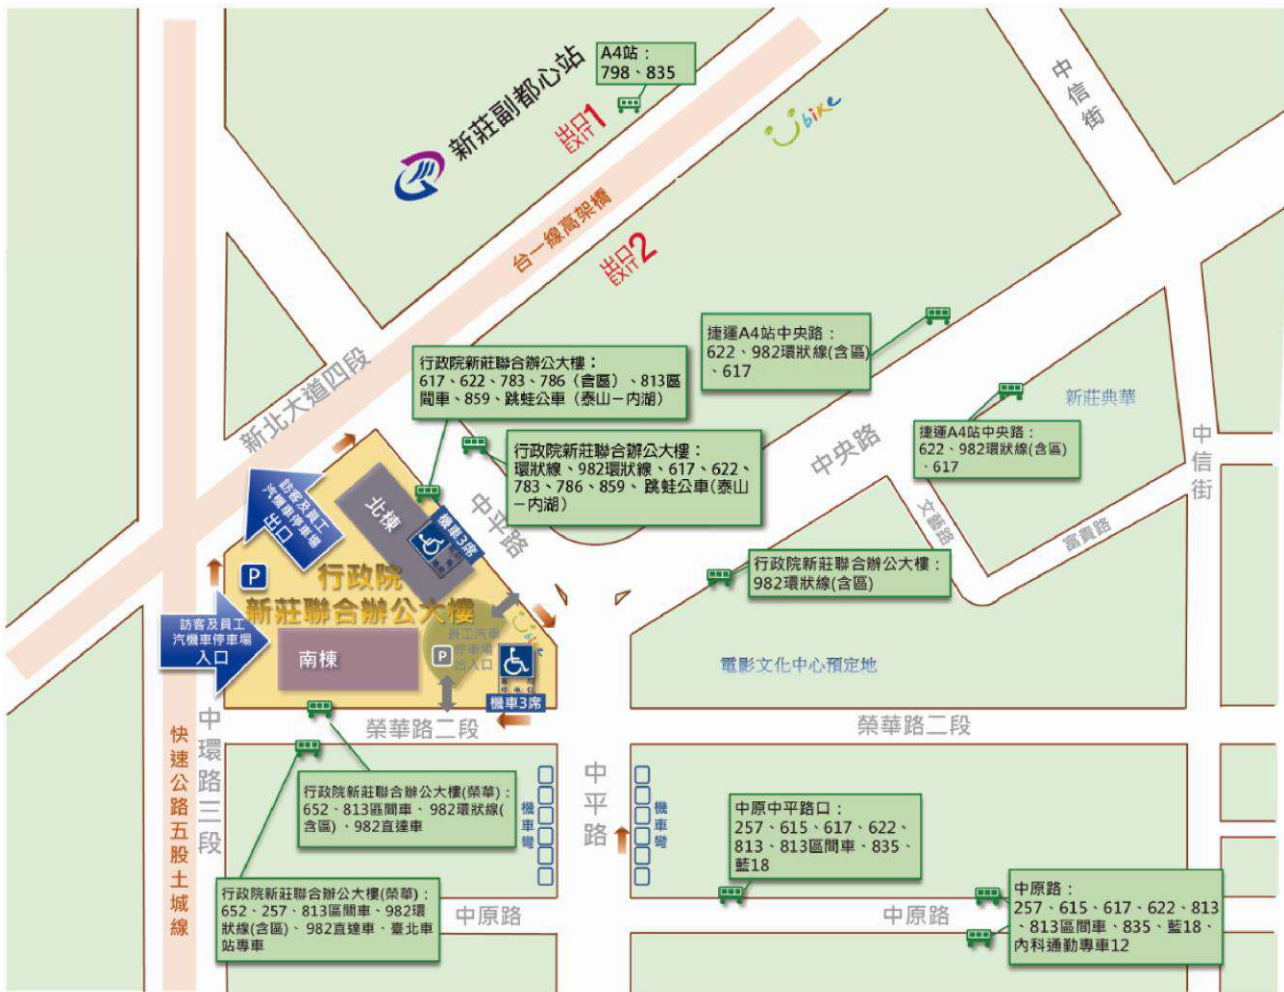 A4站：
798、835
新莊副都心站
出口1
EXIT
Ubike
中信街
台一線高架橋
出口2
EXIT
捷運A4站中央路：
622、982環狀線(含區)
、617
行政院新莊聯合辦公大樓：
617、622、783、786（含區）、813區
間車、859、跳蛙公車（泰山－內湖）
新北大道四段
新莊典華
捷運A4站中央路：
622、982環狀線(含區)
、617
中央路
中信街
行政院新莊聯合辦公大樓：
環狀線、982環狀線、617、622、
783、786、859、跳蛙公車(泰山
－內湖)
訪客及員工
汽機車停車場
出口
北棟
機車3席
中平路
文藝路
富貴路
P
行政院
新莊聯合辦公大樓
行政院新莊聯合辦公大樓：
982環狀線(含區)
訪客及員工
汽機車停車場
入口
南棟
員工汽車
停車場
出入口
P
Ubike
機車3席
電影文化中心預定地
中環路三段
榮華路二段
榮華路二段
快速公路五股土城線
行政院新莊聯合辦公大樓(榮華)：
652、813區間車、982環狀線(
含區)、982直達車
機車彎
中平路
機車彎
中原中平路口：
257、615、617、622、
813、813區間車、835、
藍18
行政院新莊聯合辦公大樓(榮華)：
652、257、813區間車、982環
狀線(含區)、982直達車、臺北車
站專車
中原路
中原路
中原路：
257、615、617、622、813
、813區間車、835、藍18、
內科通勤專車12